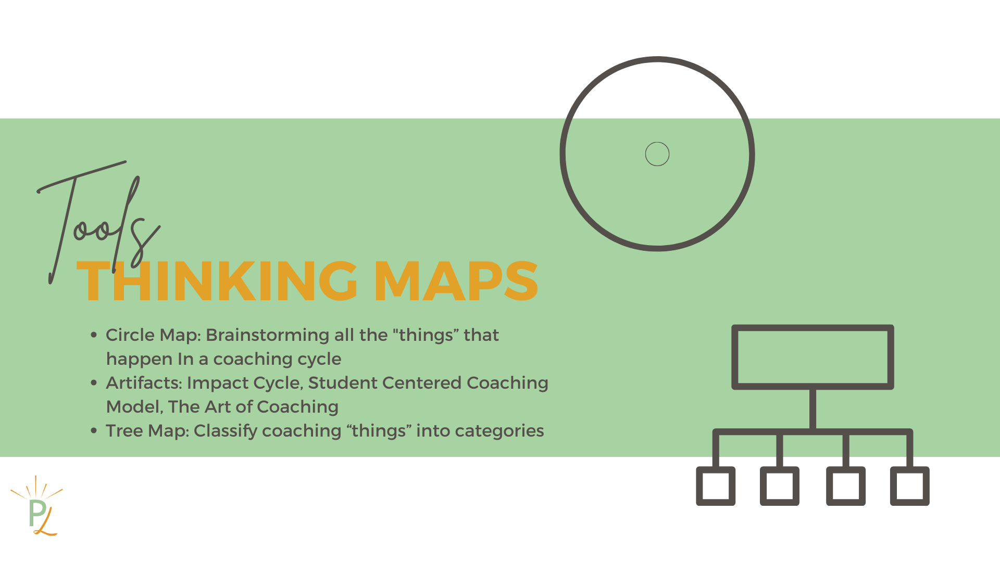 Tools
THINKING MAPS
• Circle Map: Brainstorming all the "things” that
happen In a coaching cycle
• Artifacts: Impact Cycle, Student Centered Coaching
Model, The Art of Coaching
• Tree Map: Classify coaching “things” into categories
PL